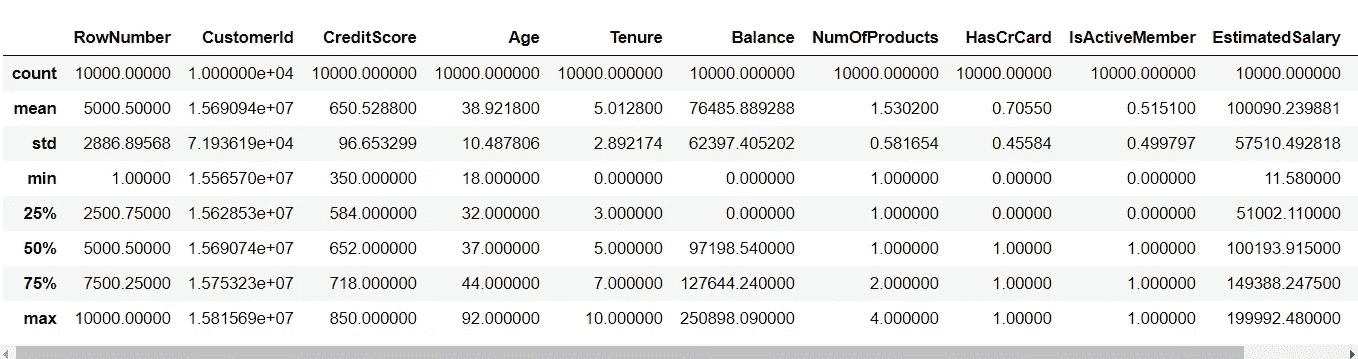 RowNumber CustomerId CreditScore Age Tenure Balance NumOfProducts HasCrCard IsActiveMember EstimatedSalary
count 10000.00000 1.000000e+04 10000.000000 10000.000000 10000.000000 10000.000000 10000.000000 10000.00000 10000.000000 10000.000000
mean 5000.50000 1.569094e+07 650.528800 38.921800 5.012800 76485.889288 1.530200 0.70550 0.515100 100090.239881
std 2886.89568 7.193619e+04 96.653299 10.487806 2.892174 62397.405202 0.581654 0.45584 0.499797 57510.492818
min 1.00000 1.556570e+07 350.000000 18.000000 0.000000 0.000000 1.000000 0.00000 0.000000 11.580000
25% 2500.75000 1.562853e+07 584.000000 32.000000 3.000000 0.000000 1.000000 0.00000 0.000000 51002.110000
50% 5000.50000 1.569074e+07 652.000000 37.000000 5.000000 97198.540000 1.000000 1.00000 1.000000 100193.915000
75% 7500.25000 1.575323e+07 718.000000 44.000000 7.000000 127644.240000 2.000000 1.00000 1.000000 149388.247500
max 10000.00000 1.581569e+07 850.000000 92.000000 10.000000 250898.090000 4.000000 1.00000 1.000000 199992.480000